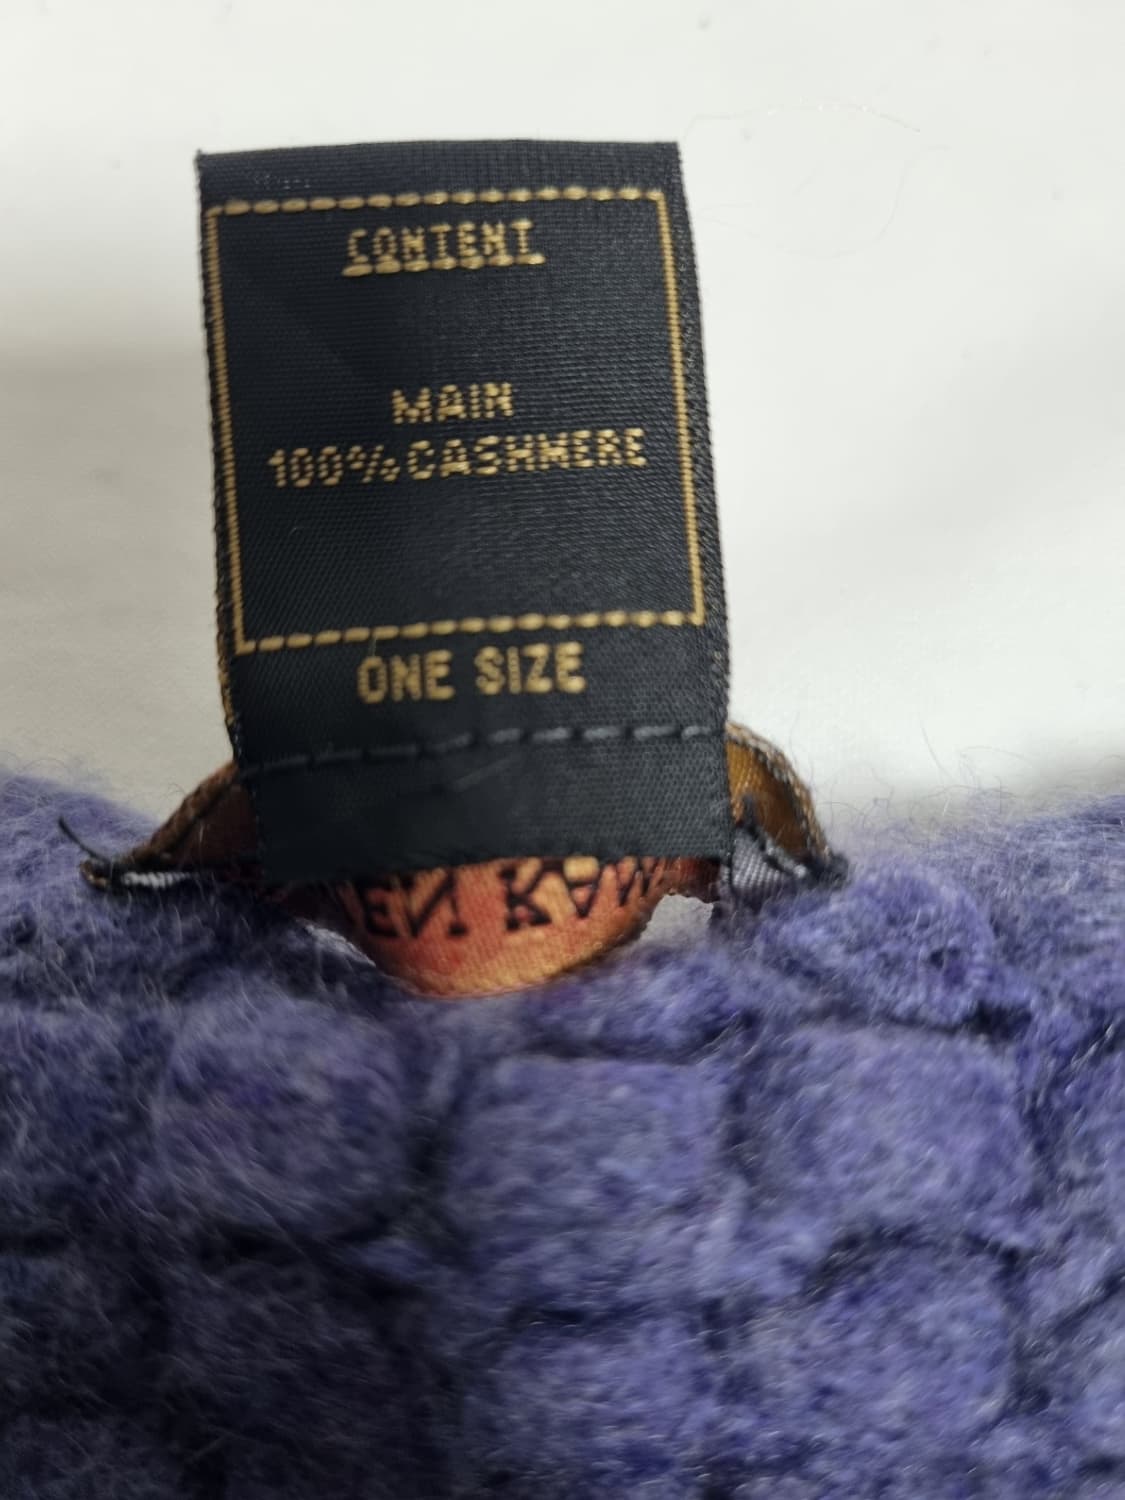 CONTENT
MAIN
100% CASHMERE
ONE SIZE